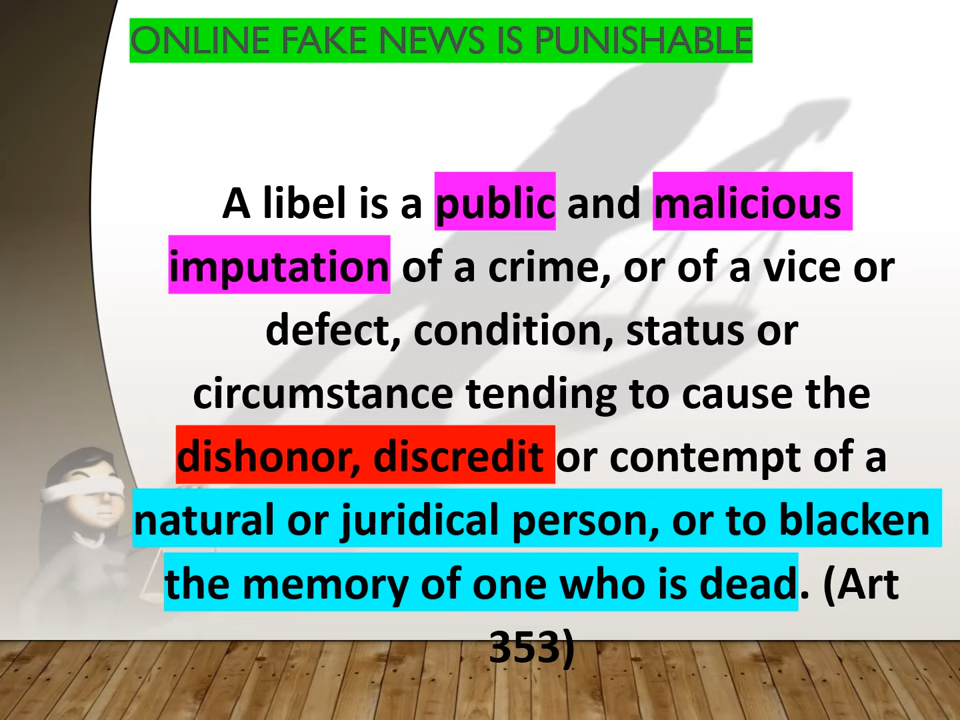 ONLINE FAKE NEWS IS PUNISHABLE
A libel is a public and malicious
imputation of a crime, or of a vice or
defect, condition, status or
circumstance tending to cause the
dishonor, discredit or contempt of a
natural or juridical person, or to blacken
the memory of one who is dead. (Art
353)